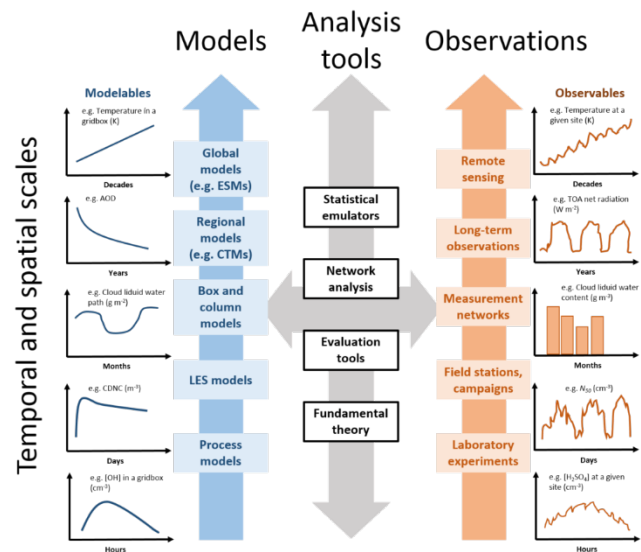 Models
Analysis
tools
Observations
Temporal and spatial scales
Modelables
e.g. Temperature in a
gridbox (K)
Decades
e.g. AOD
Years
e.g. Cloud liduid water
path (g m-2)
Months
e.g. CDNC (m-3)
Days
e.g. [OH] in a gridbox
(cm-3)
Hours
Global
models
(e.g. ESMs)
Regional
models
(e.g. CTMs)
Box and
column
models
LES models
Process
models
Statistical
emulators
Network
analysis
Evaluation
tools
Fundamental
theory
Remote
sensing
Long-term
observations
Measurement
networks
Field stations,
campaigns
Laboratory
experiments
Observables
e.g. Temperature at a
given site (K)
Decades
e.g. TOA net radiation
(W m-2)
Years
e.g. Cloud liduid water
content (g m-3)
Months
e.g. N50 (cm-3)
Days
e.g. [H2SO4] at a given
site (cm-3)
Hours